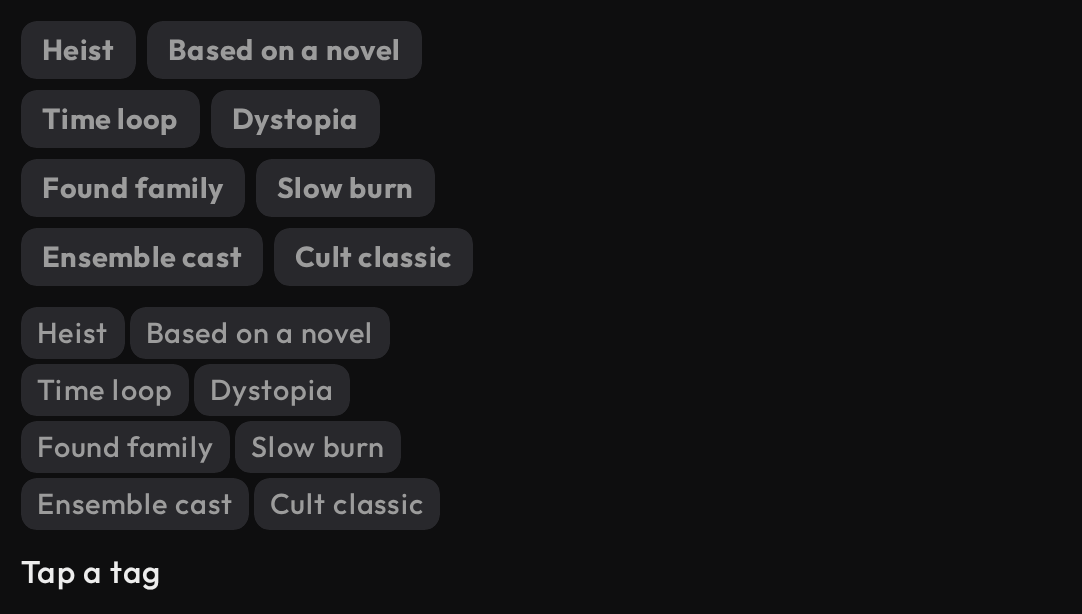 Heist Based on a novel
Time loop Dystopia
Found family Slow burn
Ensemble cast Cult classic
Heist Based on a novel
Time loop Dystopia
Found family Slow burn
Ensemble cast Cult classic
Tap a tag